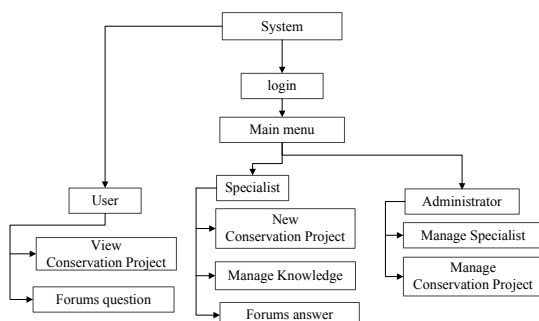 System
login
Main menu
User
View
Conservation Project
Forums question
Specialist
New
Conservation Project
Manage Knowledge
Forums answer
Administrator
Manage Specialist
Manage
Conservation Project